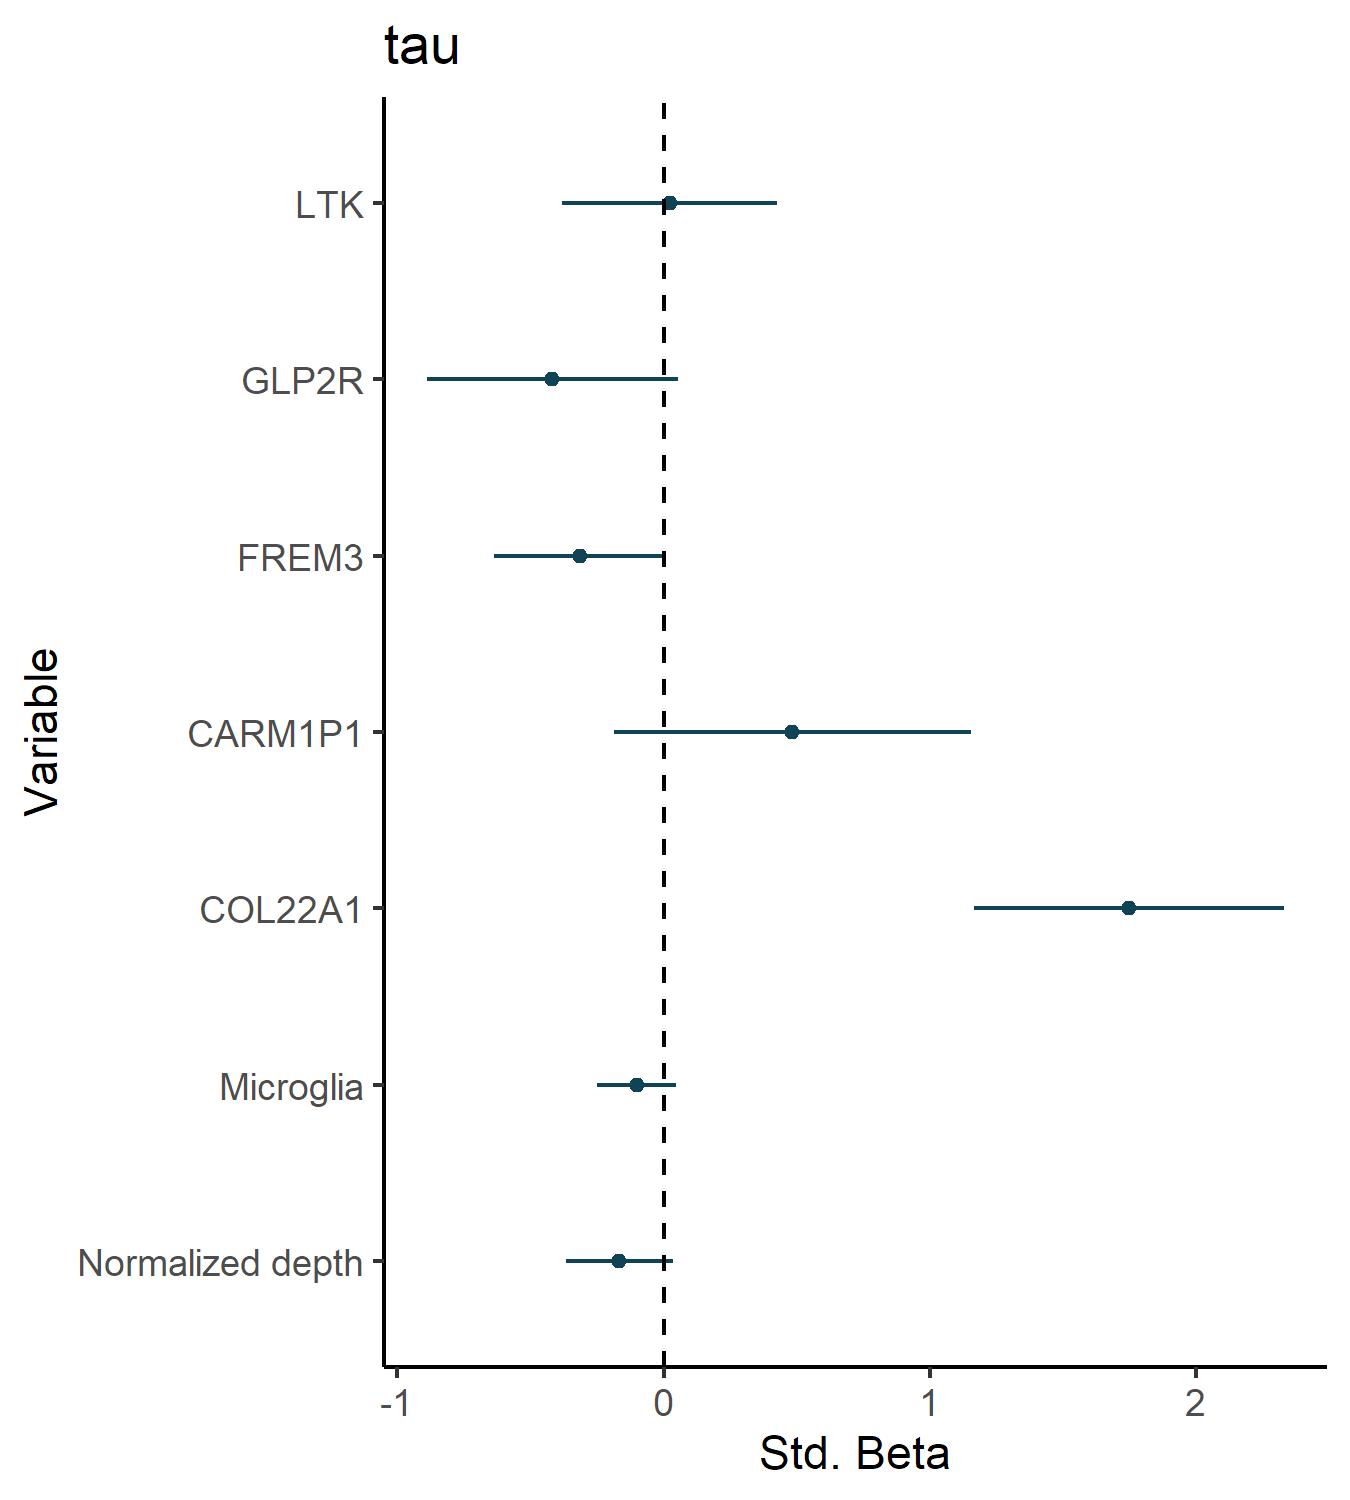 tau
Variable
LTK
GLP2R
FREM3
CARM1P1
COL22A1
Microglia
Normalized depth
-1 0 1 2
Std. Beta